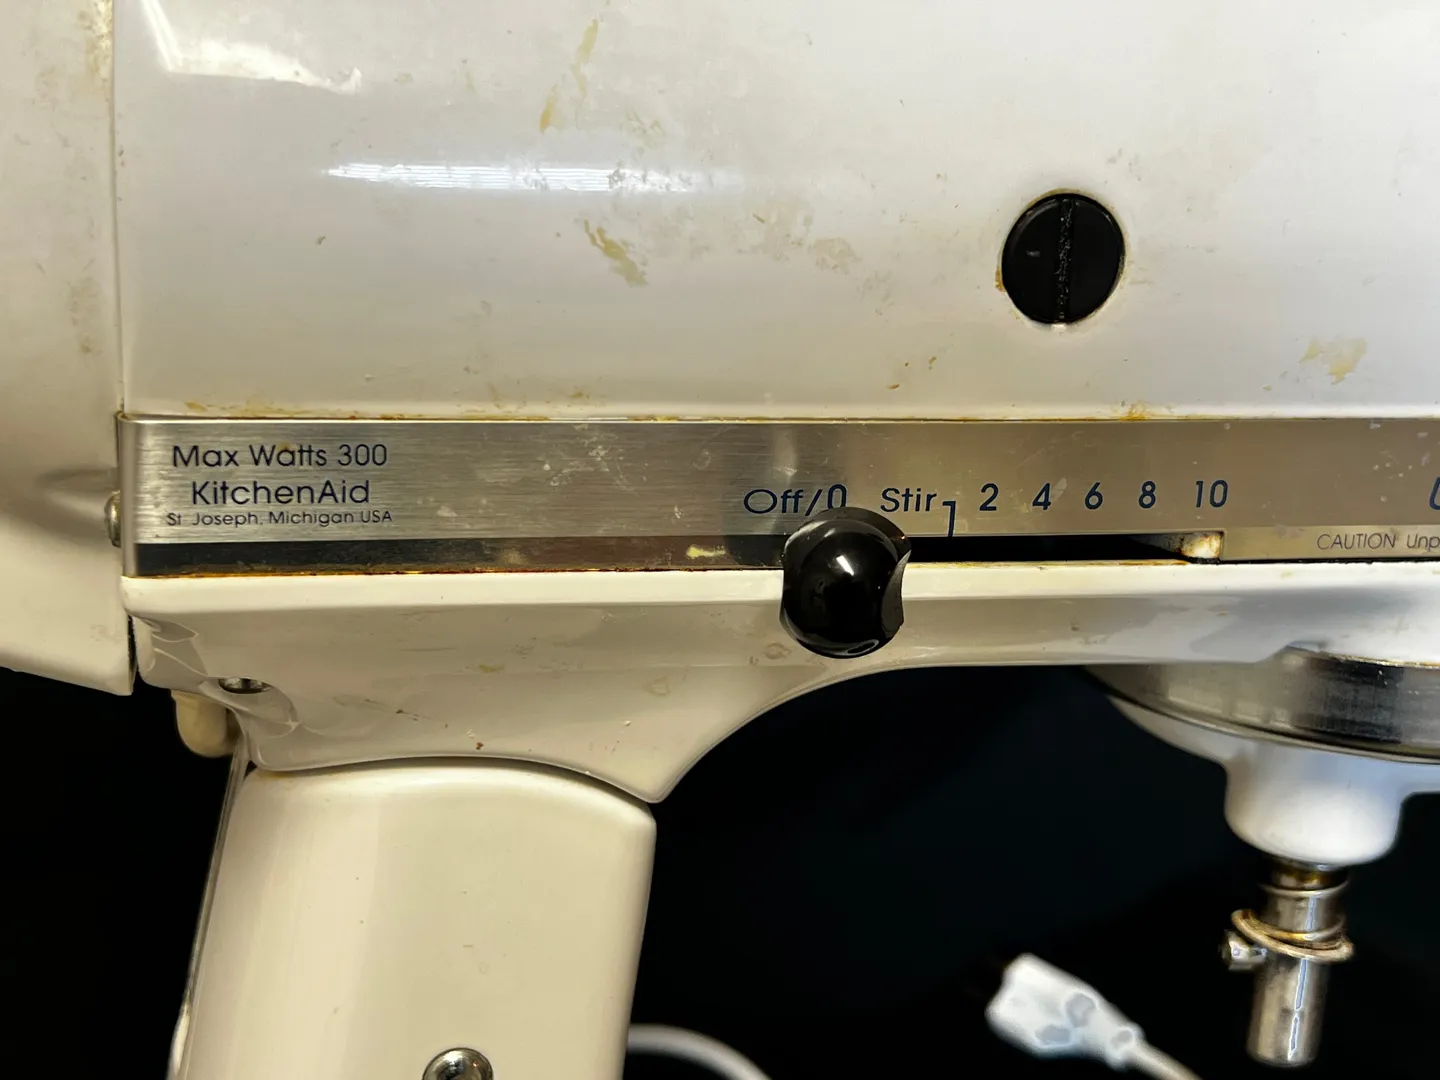 Max Watts 300
KitchenAid
St. Joseph, Michigan USA
Off/0 Stir 2 4 6 8 10
CAUTION